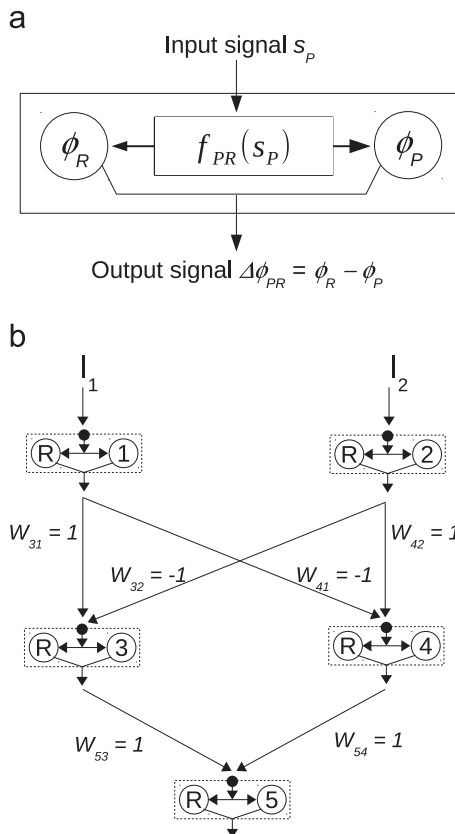 a
Input signal s_P
ϕ_R
f_PR(s_P)
ϕ_P
Output signal Δϕ_PR = ϕ_R − ϕ_P
b
I_1
I_2
R 1
R 2
W_31 = 1
W_32 = -1
W_41 = -1
W_42 = 1
R 3
R 4
W_53 = 1
W_54 = 1
R 5